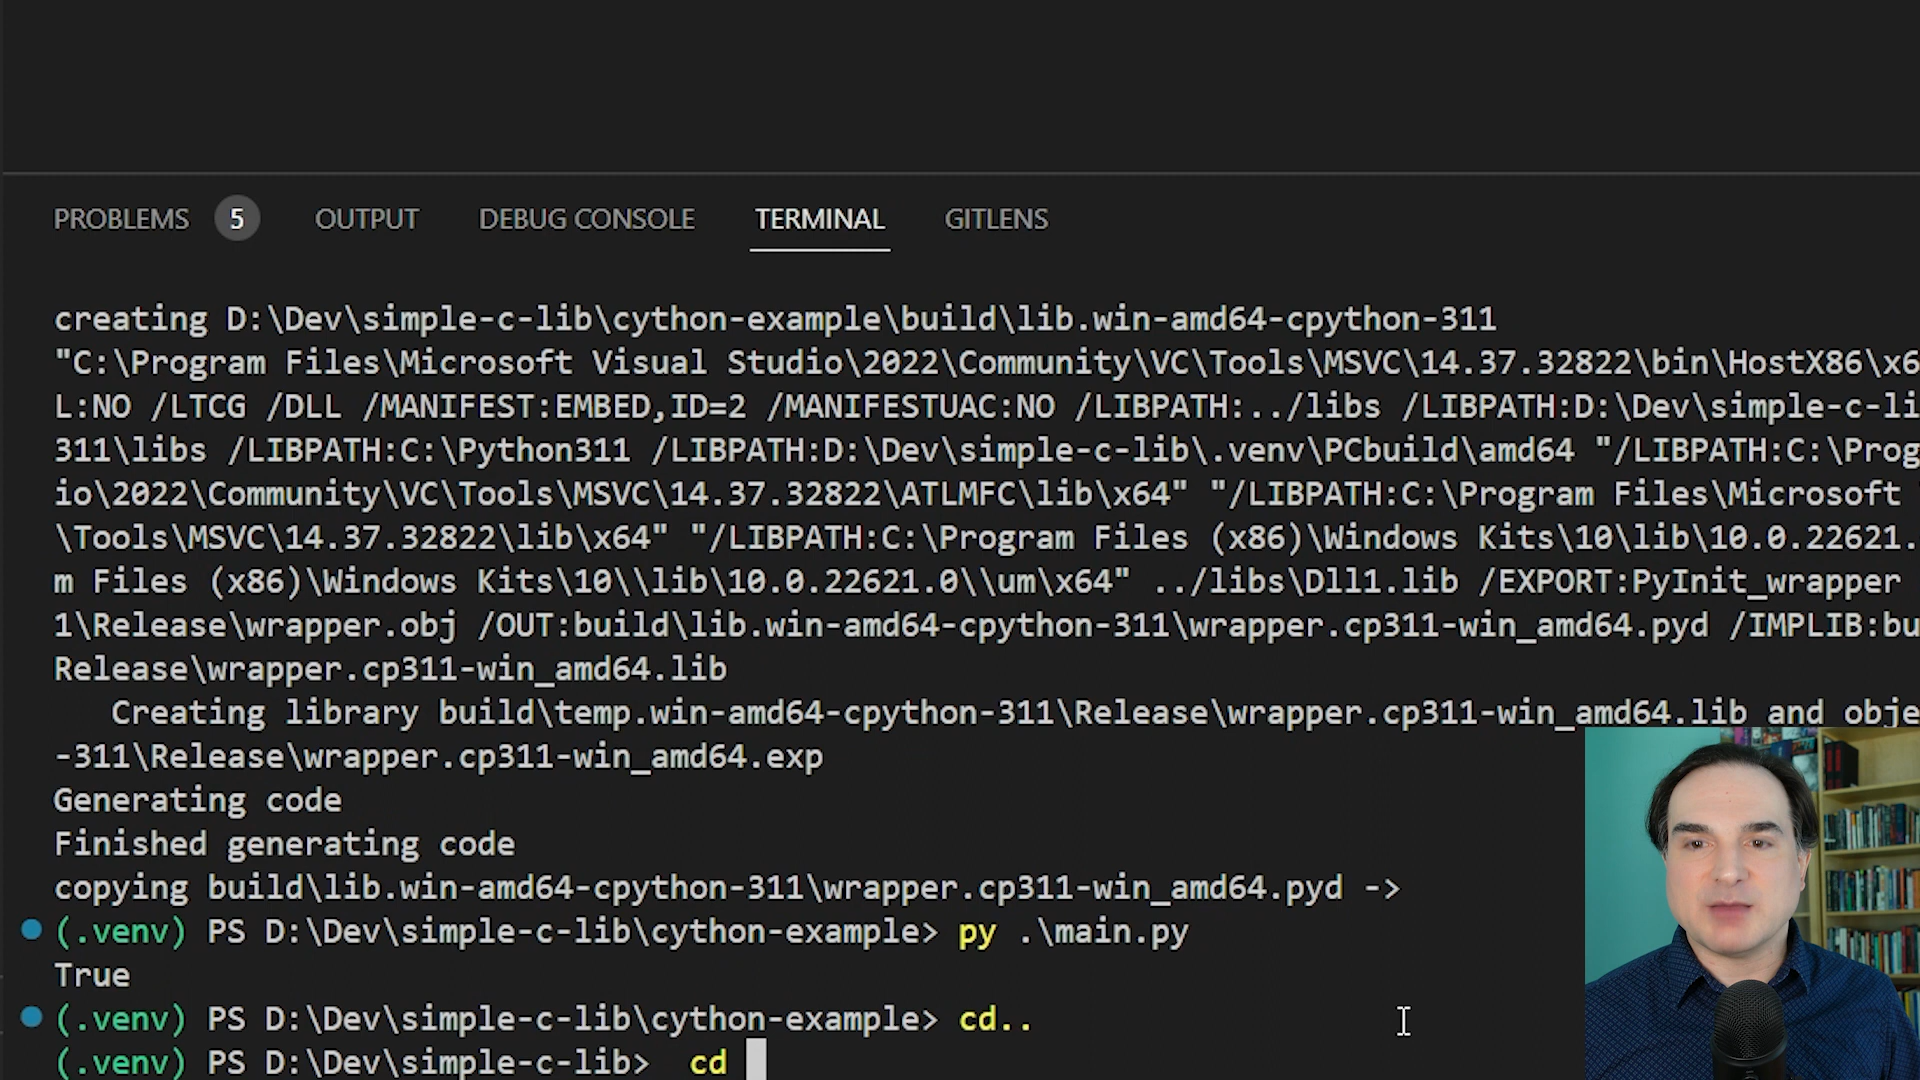 PROBLEMS 5 OUTPUT DEBUG CONSOLE TERMINAL GITLENS
creating D:\Dev\simple-c-lib\cython-example\build\lib.win-amd64-cpython-311
"C:\Program Files\Microsoft Visual Studio\2022\Community\VC\Tools\MSVC\14.37.32822\bin\HostX86\x6
L:NO /LTCG /DLL /MANIFEST:EMBED,ID=2 /MANIFESTUAC:NO /LIBPATH:../libs /LIBPATH:D:\Dev\simple-c-li
311\libs /LIBPATH:C:\Python311 /LIBPATH:D:\Dev\simple-c-lib\.venv\PCbuild\amd64 "/LIBPATH:C:\Prog
io\2022\Community\VC\Tools\MSVC\14.37.32822\ATLMFC\lib\x64" "/LIBPATH:C:\Program Files\Microsoft
\Tools\MSVC\14.37.32822\lib\x64" "/LIBPATH:C:\Program Files (x86)\Windows Kits\10\lib\10.0.22621.
m Files (x86)\Windows Kits\10\\lib\10.0.22621.0\\um\x64" ../libs\Dll1.lib /EXPORT:PyInit_wrapper
1\Release\wrapper.obj /OUT:build\lib.win-amd64-cpython-311\wrapper.cp311-win_amd64.pyd /IMPLIB:bu
Release\wrapper.cp311-win_amd64.lib
   Creating library build\temp.win-amd64-cpython-311\Release\wrapper.cp311-win_amd64.lib and obje
-311\Release\wrapper.cp311-win_amd64.exp
Generating code
Finished generating code
copying build\lib.win-amd64-cpython-311\wrapper.cp311-win_amd64.pyd ->
(.venv) PS D:\Dev\simple-c-lib\cython-example> py .\main.py
True
(.venv) PS D:\Dev\simple-c-lib\cython-example> cd..
(.venv) PS D:\Dev\simple-c-lib>  cd